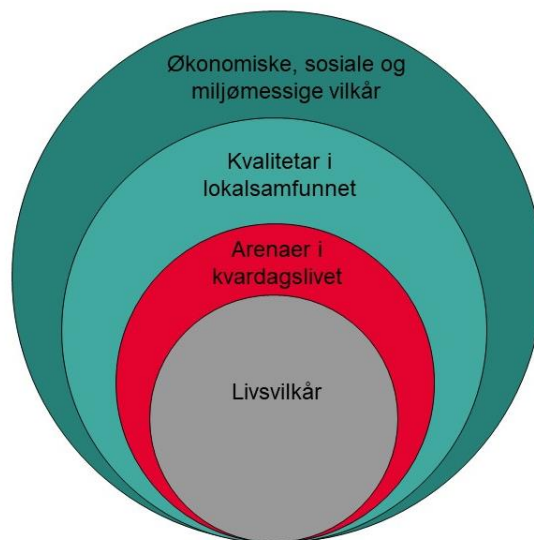 Økonomiske, sosiale og
miljømessige vilkår
Kvalitetar i
lokalsamfunnet
Arenaer i
kvardagslivet
Livsvilkår